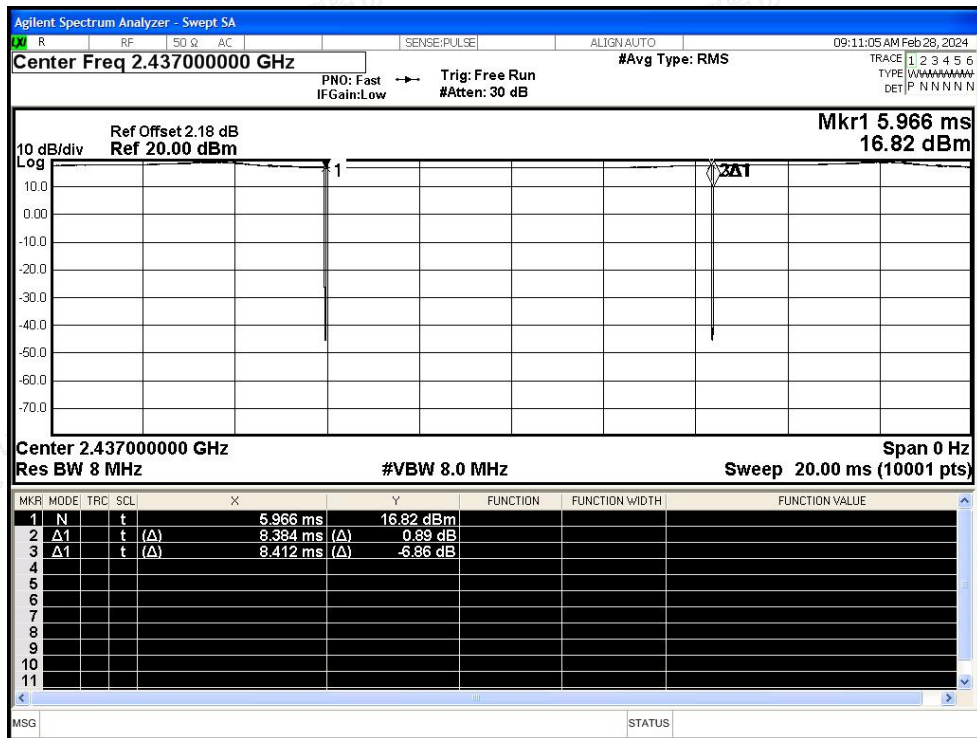 Agilent Spectrum Analyzer - Swept SA
LXI R RF 50 Ω AC SENSE:PULSE ALIGN AUTO 09:11:05 AM Feb 28, 2024
Center Freq 2.437000000 GHz
#Avg Type: RMS
TRACE 1 2 3 4 5 6
PNO: Fast Trig: Free Run
TYPE WWWWWW
IFGain:Low #Atten: 30 dB
DET P N N N N N
Mkr1 5.966 ms
16.82 dBm
Ref Offset 2.18 dB
10 dB/div Ref 20.00 dBm
Log
1
3Δ1
10.0
0.00
-10.0
-20.0
-30.0
-40.0
-50.0
-60.0
-70.0
Center 2.437000000 GHz Span 0 Hz
Res BW 8 MHz #VBW 8.0 MHz Sweep 20.00 ms (10001 pts)
MKR MODE TRC SCL X Y FUNCTION FUNCTION WIDTH FUNCTION VALUE
1 N t 5.966 ms 16.82 dBm
2 Δ1 t (Δ) 8.384 ms (Δ) 0.89 dB
3 Δ1 t (Δ) 8.412 ms (Δ) -6.86 dB
4
5
6
7
8
9
10
11
MSG STATUS